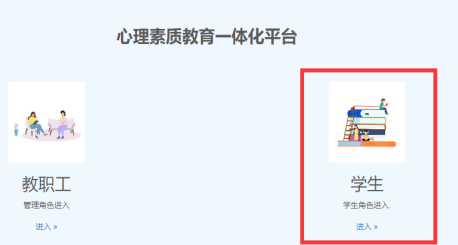 心理素质教育一体化平台
教职工
管理角色进入
进入 »
学生
学生角色进入.
进入 »